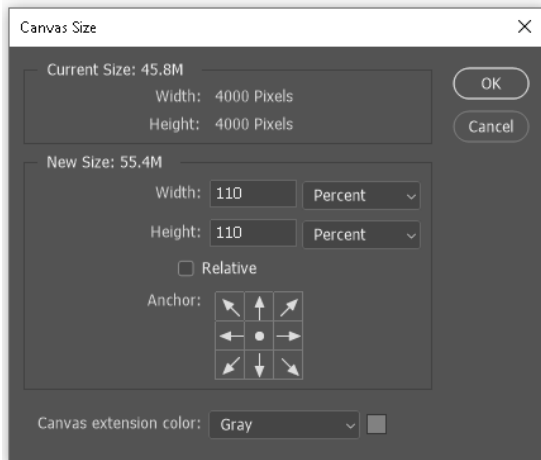 Canvas Size
Current Size: 45.8M
Width: 4000 Pixels
Height: 4000 Pixels
OK
Cancel
New Size: 55.4M
Width: 110 Percent
Height: 110 Percent
Relative
Anchor:
Canvas extension color: Gray